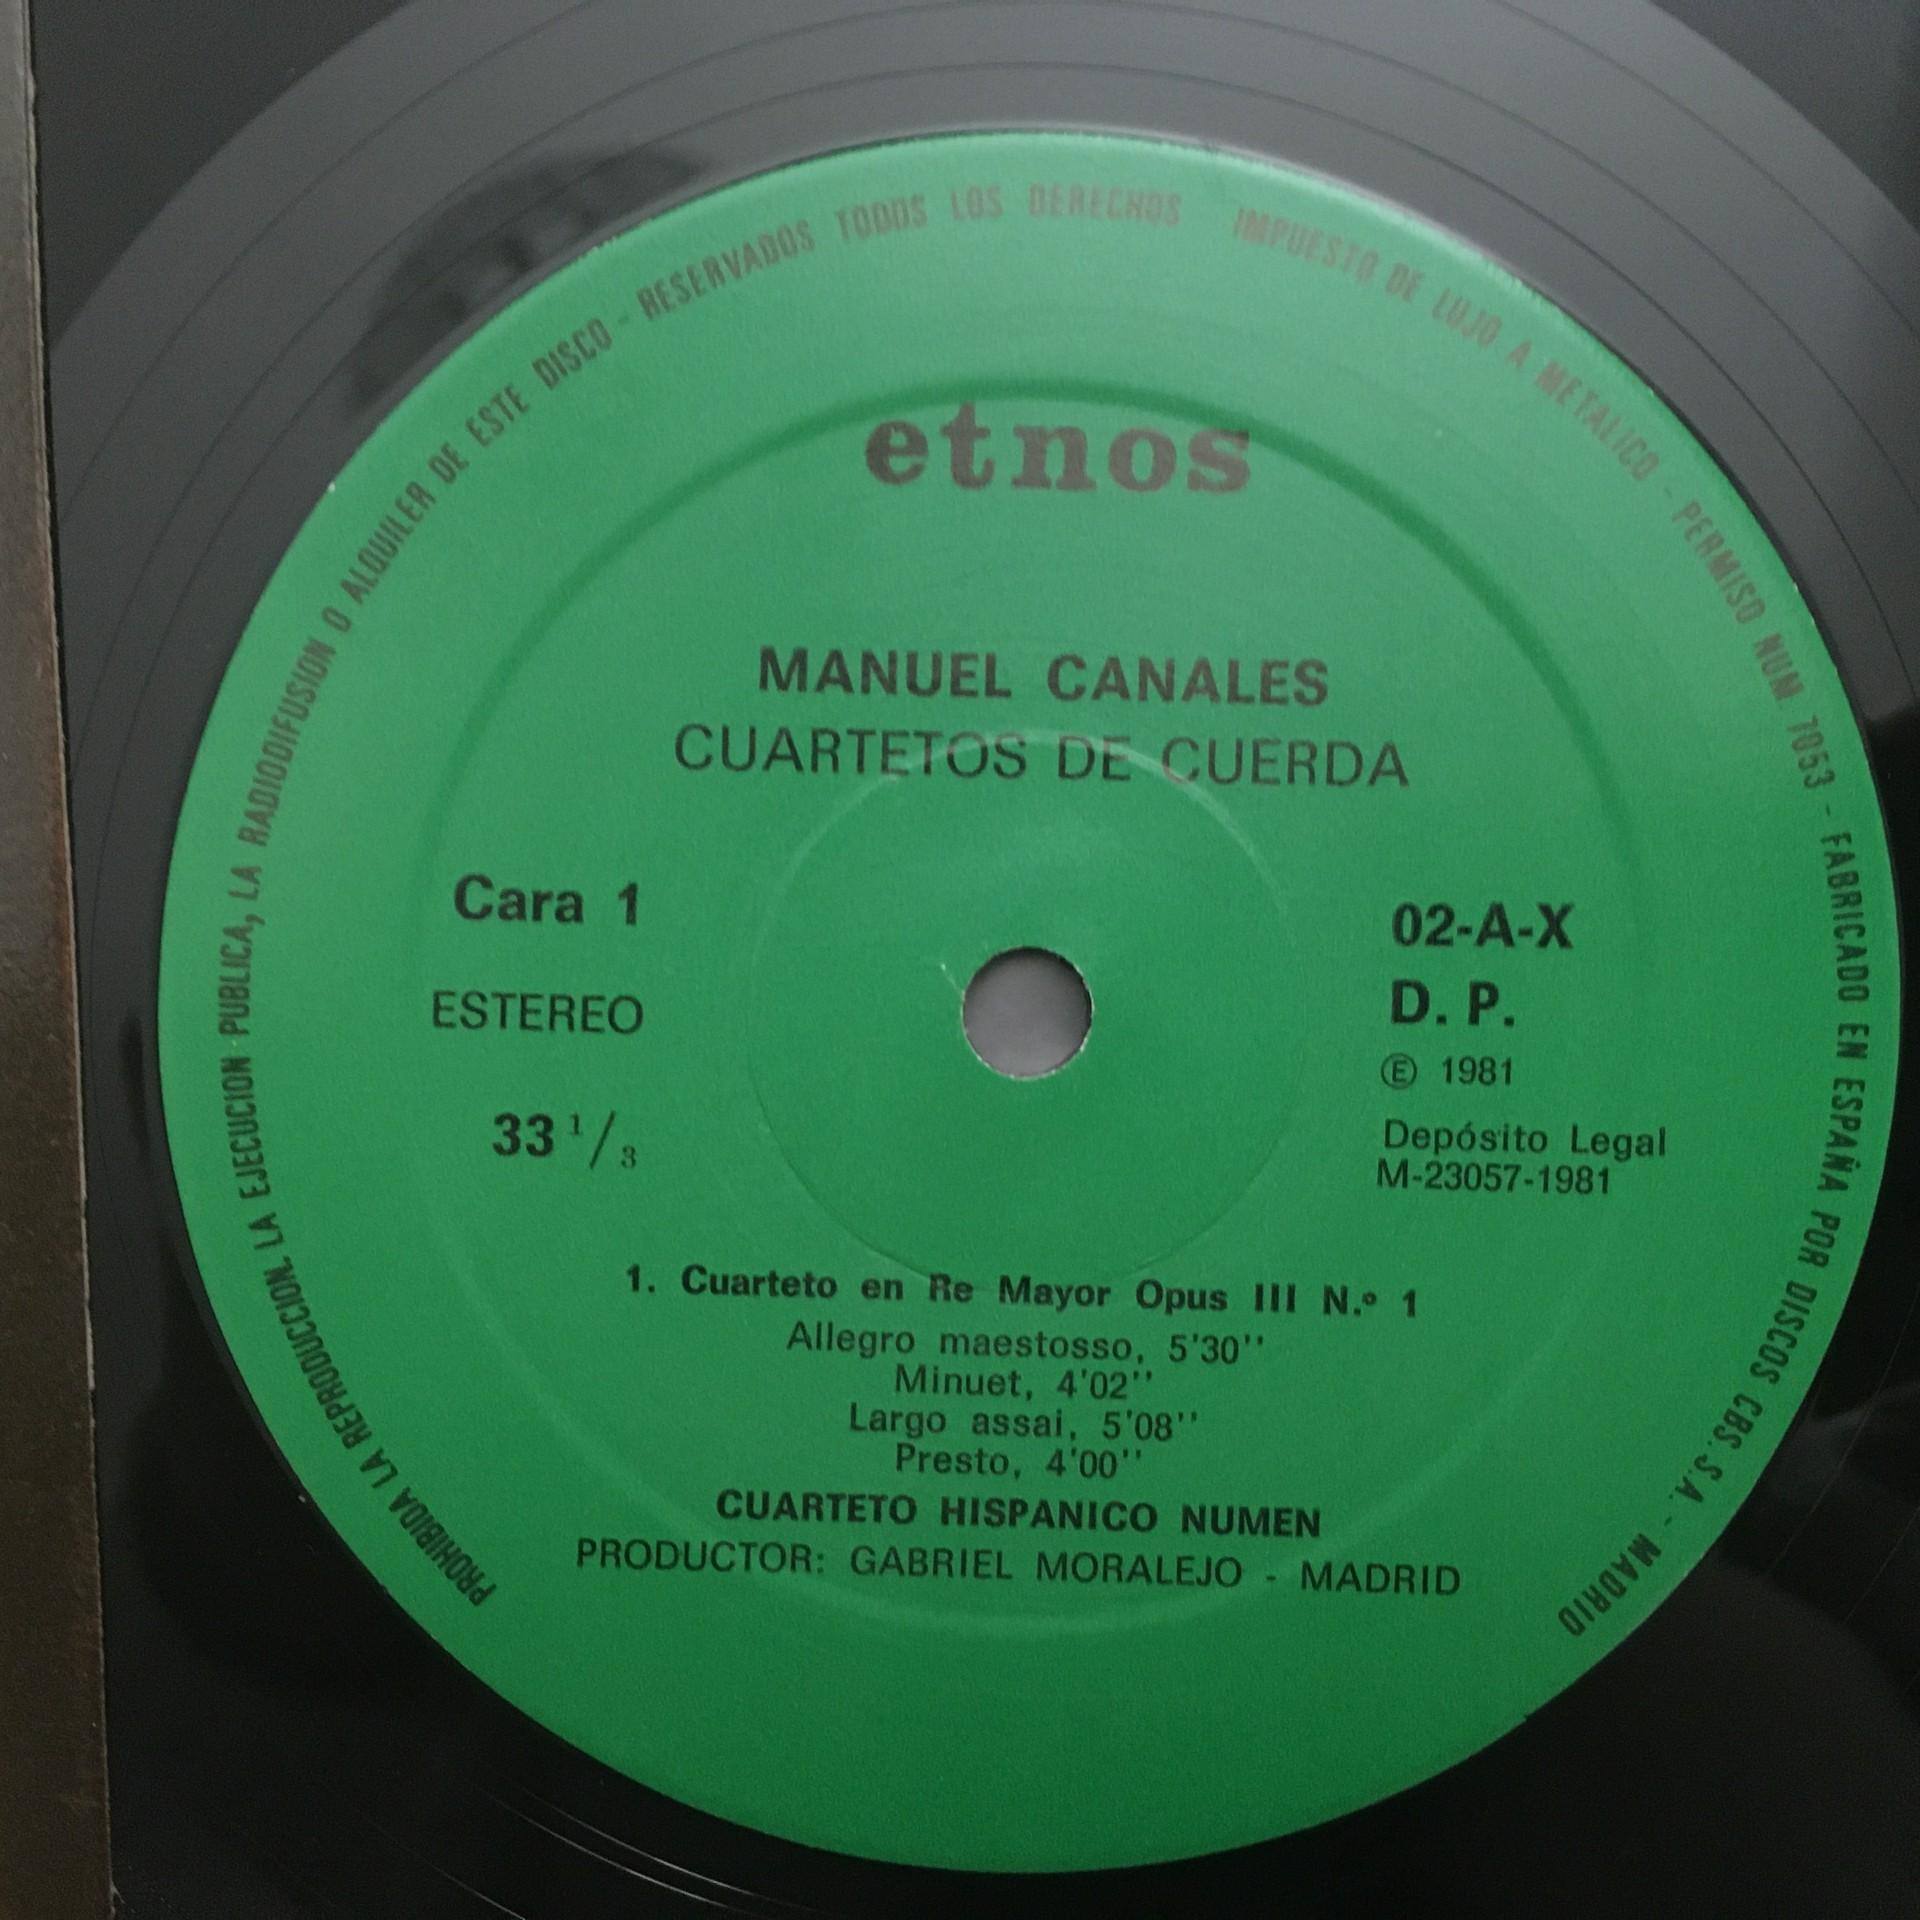 PROHIBIDA LA REPRODUCCION, LA EJECUCION PUBLICA, LA RADIODIFUSION O ALQUILER DE ESTE DISCO - RESERVADOS TODOS LOS DERECHOS IMPUESTO DE LUJO A METALICO - PERMISO NUM. 7053 - FABRICADO EN ESPAÑA POR DISCOS CBS. S.A. - MADRID
etnos
MANUEL CANALES
CUARTETOS DE CUERDA
Cara 1
ESTEREO
33 1/3
02-A-X
D. P.
Ⓔ 1981
Depósito Legal
M-23057-1981
1. Cuarteto en Re Mayor Opus III N.º 1
Allegro maestosso, 5'30''
Minuet, 4'02''
Largo assai, 5'08''
Presto, 4'00''
CUARTETO HISPANICO NUMEN
PRODUCTOR: GABRIEL MORALEJO - MADRID